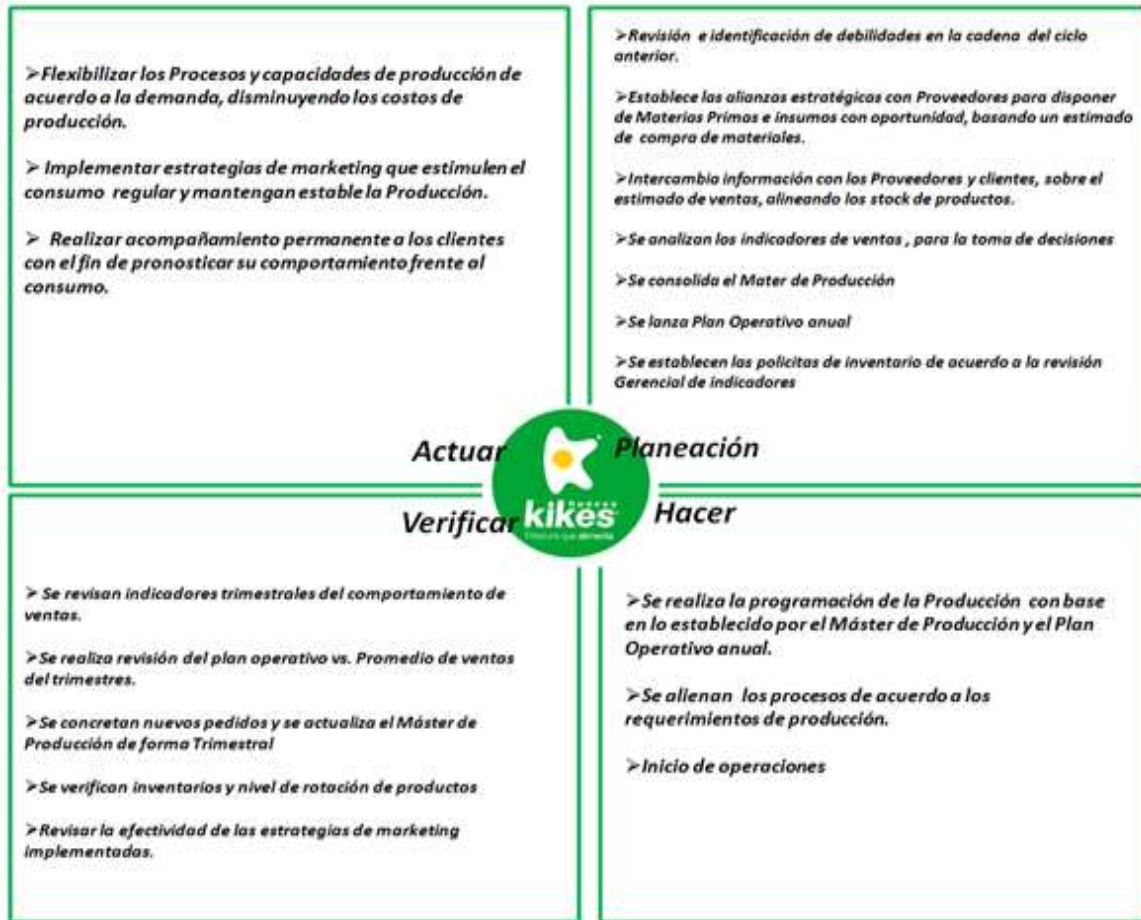 ➢Flexibilizar los Procesos y capacidades de producción de
acuerdo a la demanda, disminuyendo los costos de
producción.
➢ Implementar estrategias de marketing que estimulen el
consumo regular y mantengan estable la Producción.
➢ Realizar acompañamiento permanente a los clientes
con el fin de pronosticar su comportamiento frente al
consumo.
Actuar
➢Revisión e identificación de debilidades en la cadena del ciclo
anterior.
➢Establece las alianzas estratégicas con Proveedores para disponer
de Materias Primas e insumos con oportunidad, basando un estimado
de compra de materiales.
➢Intercambia información con los Proveedores y clientes, sobre el
estimado de ventas, alineando los stock de productos.
➢Se analizan los indicadores de ventas , para la toma de decisiones
➢Se consolida el Mater de Producción
➢Se lanza Plan Operativo anual
➢Se establecen las policitas de inventario de acuerdo a la revisión
Gerencial de indicadores
Planeación
kikes
Verificar
➢ Se revisan indicadores trimestrales del comportamiento de
ventas.
➢Se realiza revisión del plan operativo vs. Promedio de ventas
del trimestres.
➢Se concretan nuevos pedidos y se actualiza el Máster de
Producción de forma Trimestral
➢Se verifican inventarios y nivel de rotación de productos
➢Revisar la efectividad de las estrategias de marketing
implementadas.
Hacer
➢Se realiza la programación de la Producción con base
en lo establecido por el Máster de Producción y el Plan
Operativo anual.
➢Se alienan los procesos de acuerdo a los
requerimientos de producción.
➢Inicio de operaciones